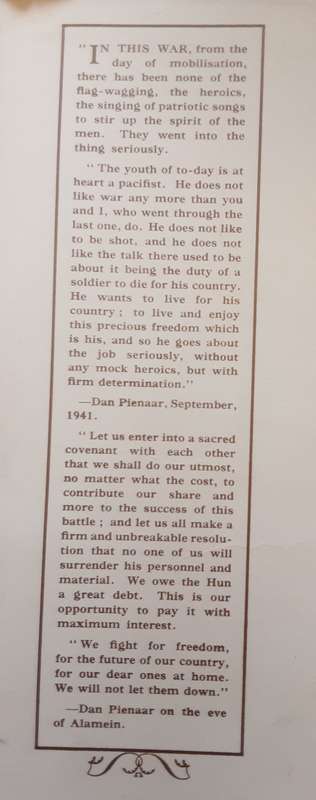 "IN THIS WAR, from the
day of mobilisation,
there has been none of the
flag-wagging, the heroics,
the singing of patriotic songs
to stir up the spirit of the
men. They went into the
thing seriously.
"The youth of to-day is at
heart a pacifist. He does not
like war any more than you
and I, who went through the
last one, do. He does not like
to be shot, and he does not
like the talk there used to be
about it being the duty of a
soldier to die for his country.
He wants to live for his
country; to live and enjoy
this precious freedom which
is his, and so he goes about
the job seriously, without
any mock heroics, but with
firm determination."
—Dan Pienaar, September,
1941.
"Let us enter into a sacred
covenant with each other
that we shall do our utmost,
no matter what the cost, to
contribute our share and
more to the success of this
battle; and let us all make a
firm and unbreakable resolu-
tion that no one of us will
surrender his personnel and
material. We owe the Hun
a great debt. This is our
opportunity to pay it with
maximum interest.
"We fight for freedom,
for the future of our country,
for our dear ones at home.
We will not let them down."
—Dan Pienaar on the eve
of Alamein.